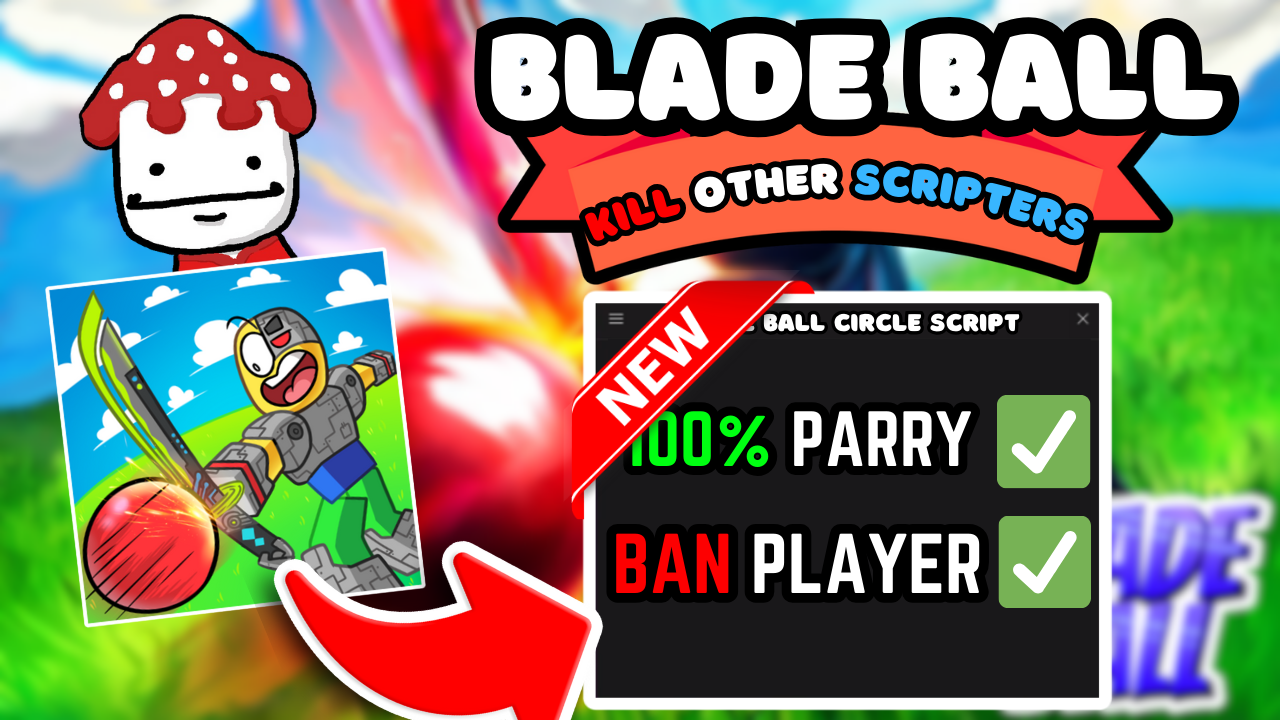 BLADE BALL
KILL OTHER SCRIPTERS
NEW
BALL CIRCLE SCRIPT
100% PARRY
BAN PLAYER